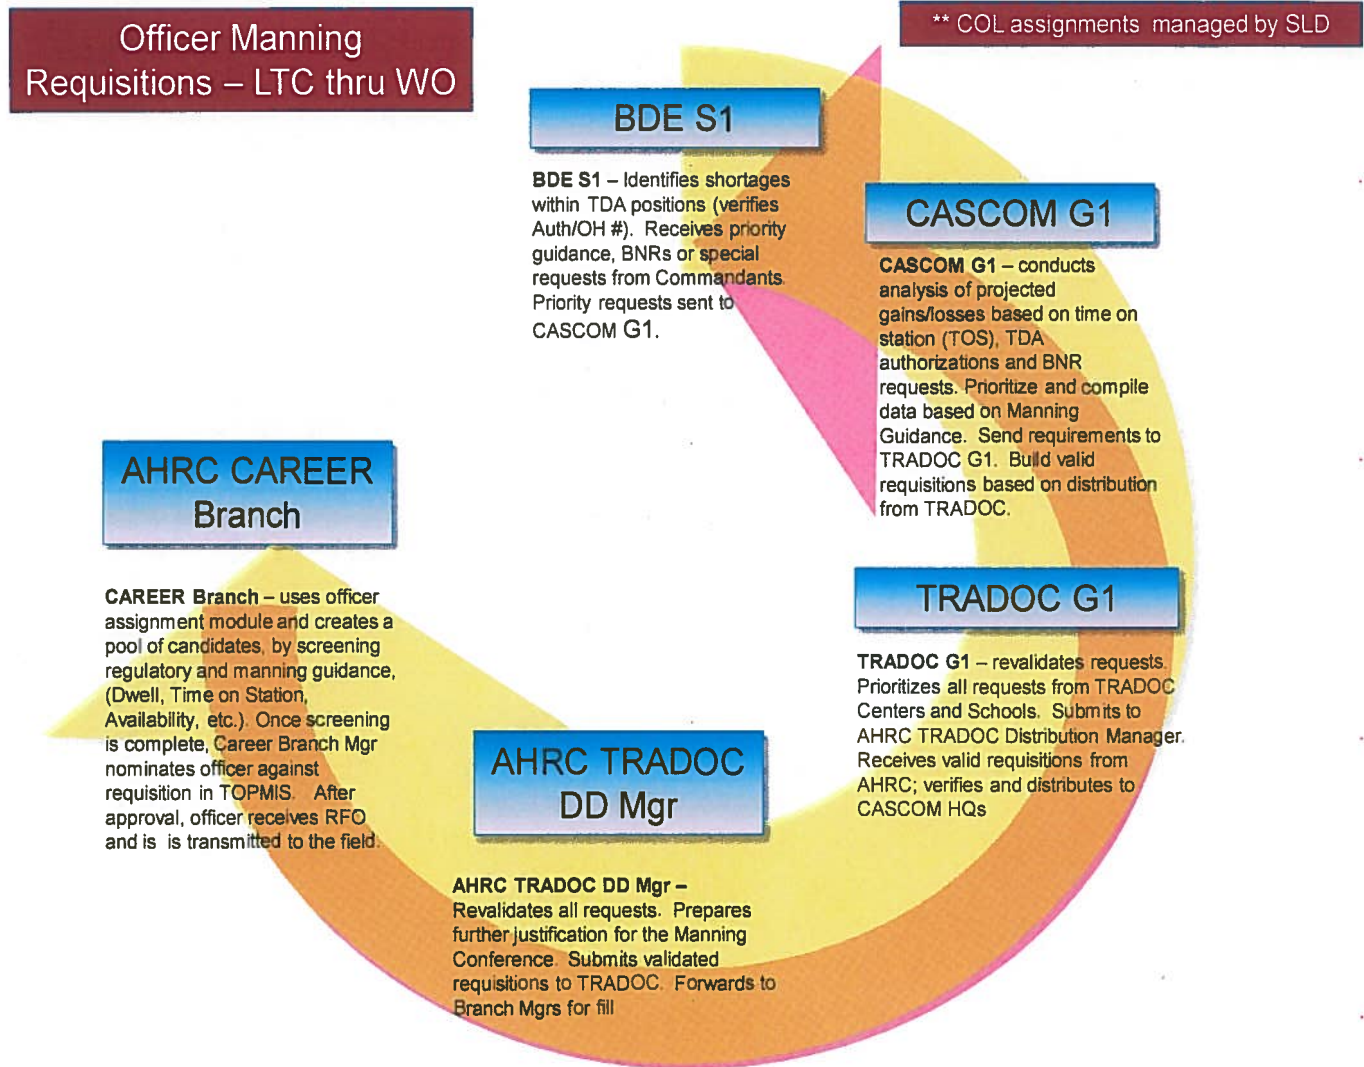 Officer Manning
Requisitions – LTC thru WO
** COL assignments managed by SLD
BDE S1
BDE S1 – Identifies shortages
within TDA positions (verifies
Auth/OH #). Receives priority
guidance, BNRs or special
requests from Commandants.
Priority requests sent to
CASCOM G1.
CASCOM G1
CASCOM G1 – conducts
analysis of projected
gains/losses based on time on
station (TOS), TDA
authorizations and BNR
requests. Prioritize and compile
data based on Manning
Guidance. Send requirements to
TRADOC G1. Build valid
requisitions based on distribution
from TRADOC.
TRADOC G1
TRADOC G1 – revalidates requests.
Prioritizes all requests from TRADOC
Centers and Schools. Submits to
AHRC TRADOC Distribution Manager.
Receives valid requisitions from
AHRC; verifies and distributes to
CASCOM HQs
AHRC TRADOC
DD Mgr
AHRC TRADOC DD Mgr –
Revalidates all requests. Prepares
further justification for the Manning
Conference. Submits validated
requisitions to TRADOC. Forwards to
Branch Mgrs for fill
AHRC CAREER
Branch
CAREER Branch – uses officer
assignment module and creates a
pool of candidates, by screening
regulatory and manning guidance,
(Dwell, Time on Station,
Availability, etc.). Once screening
is complete, Career Branch Mgr
nominates officer against
requisition in TOPMIS. After
approval, officer receives RFO
and is is transmitted to the field.